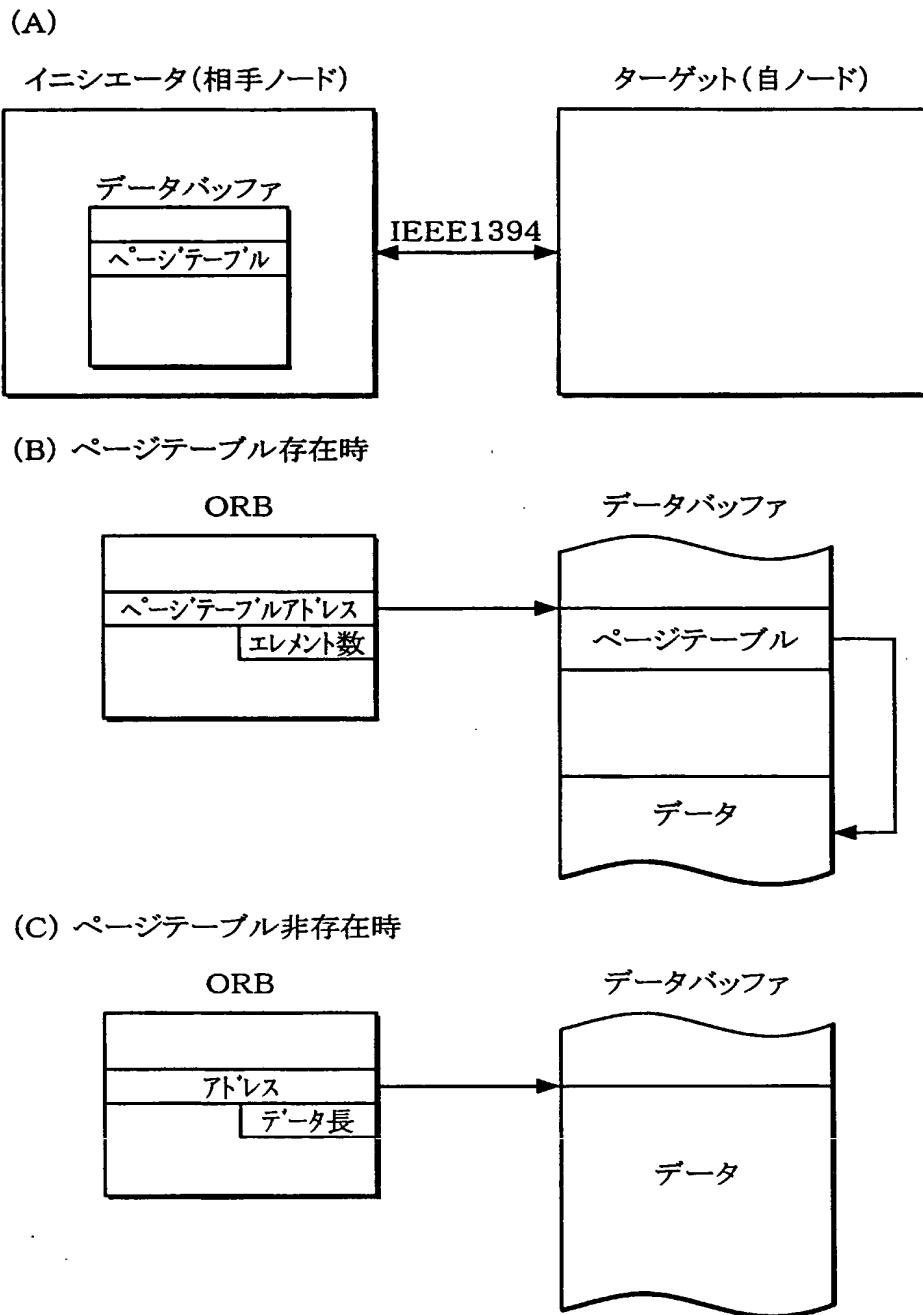 (A)
イニシエータ(相手ノード)
ターゲット(自ノード)
データバッファ
ページテーブル
IEEE1394
(B) ページテーブル存在時
ORB
データバッファ
ページテーブルアドレス
エレメント数
ページテーブル
データ
(C) ページテーブル非存在時
ORB
データバッファ
アドレス
データ長
データ